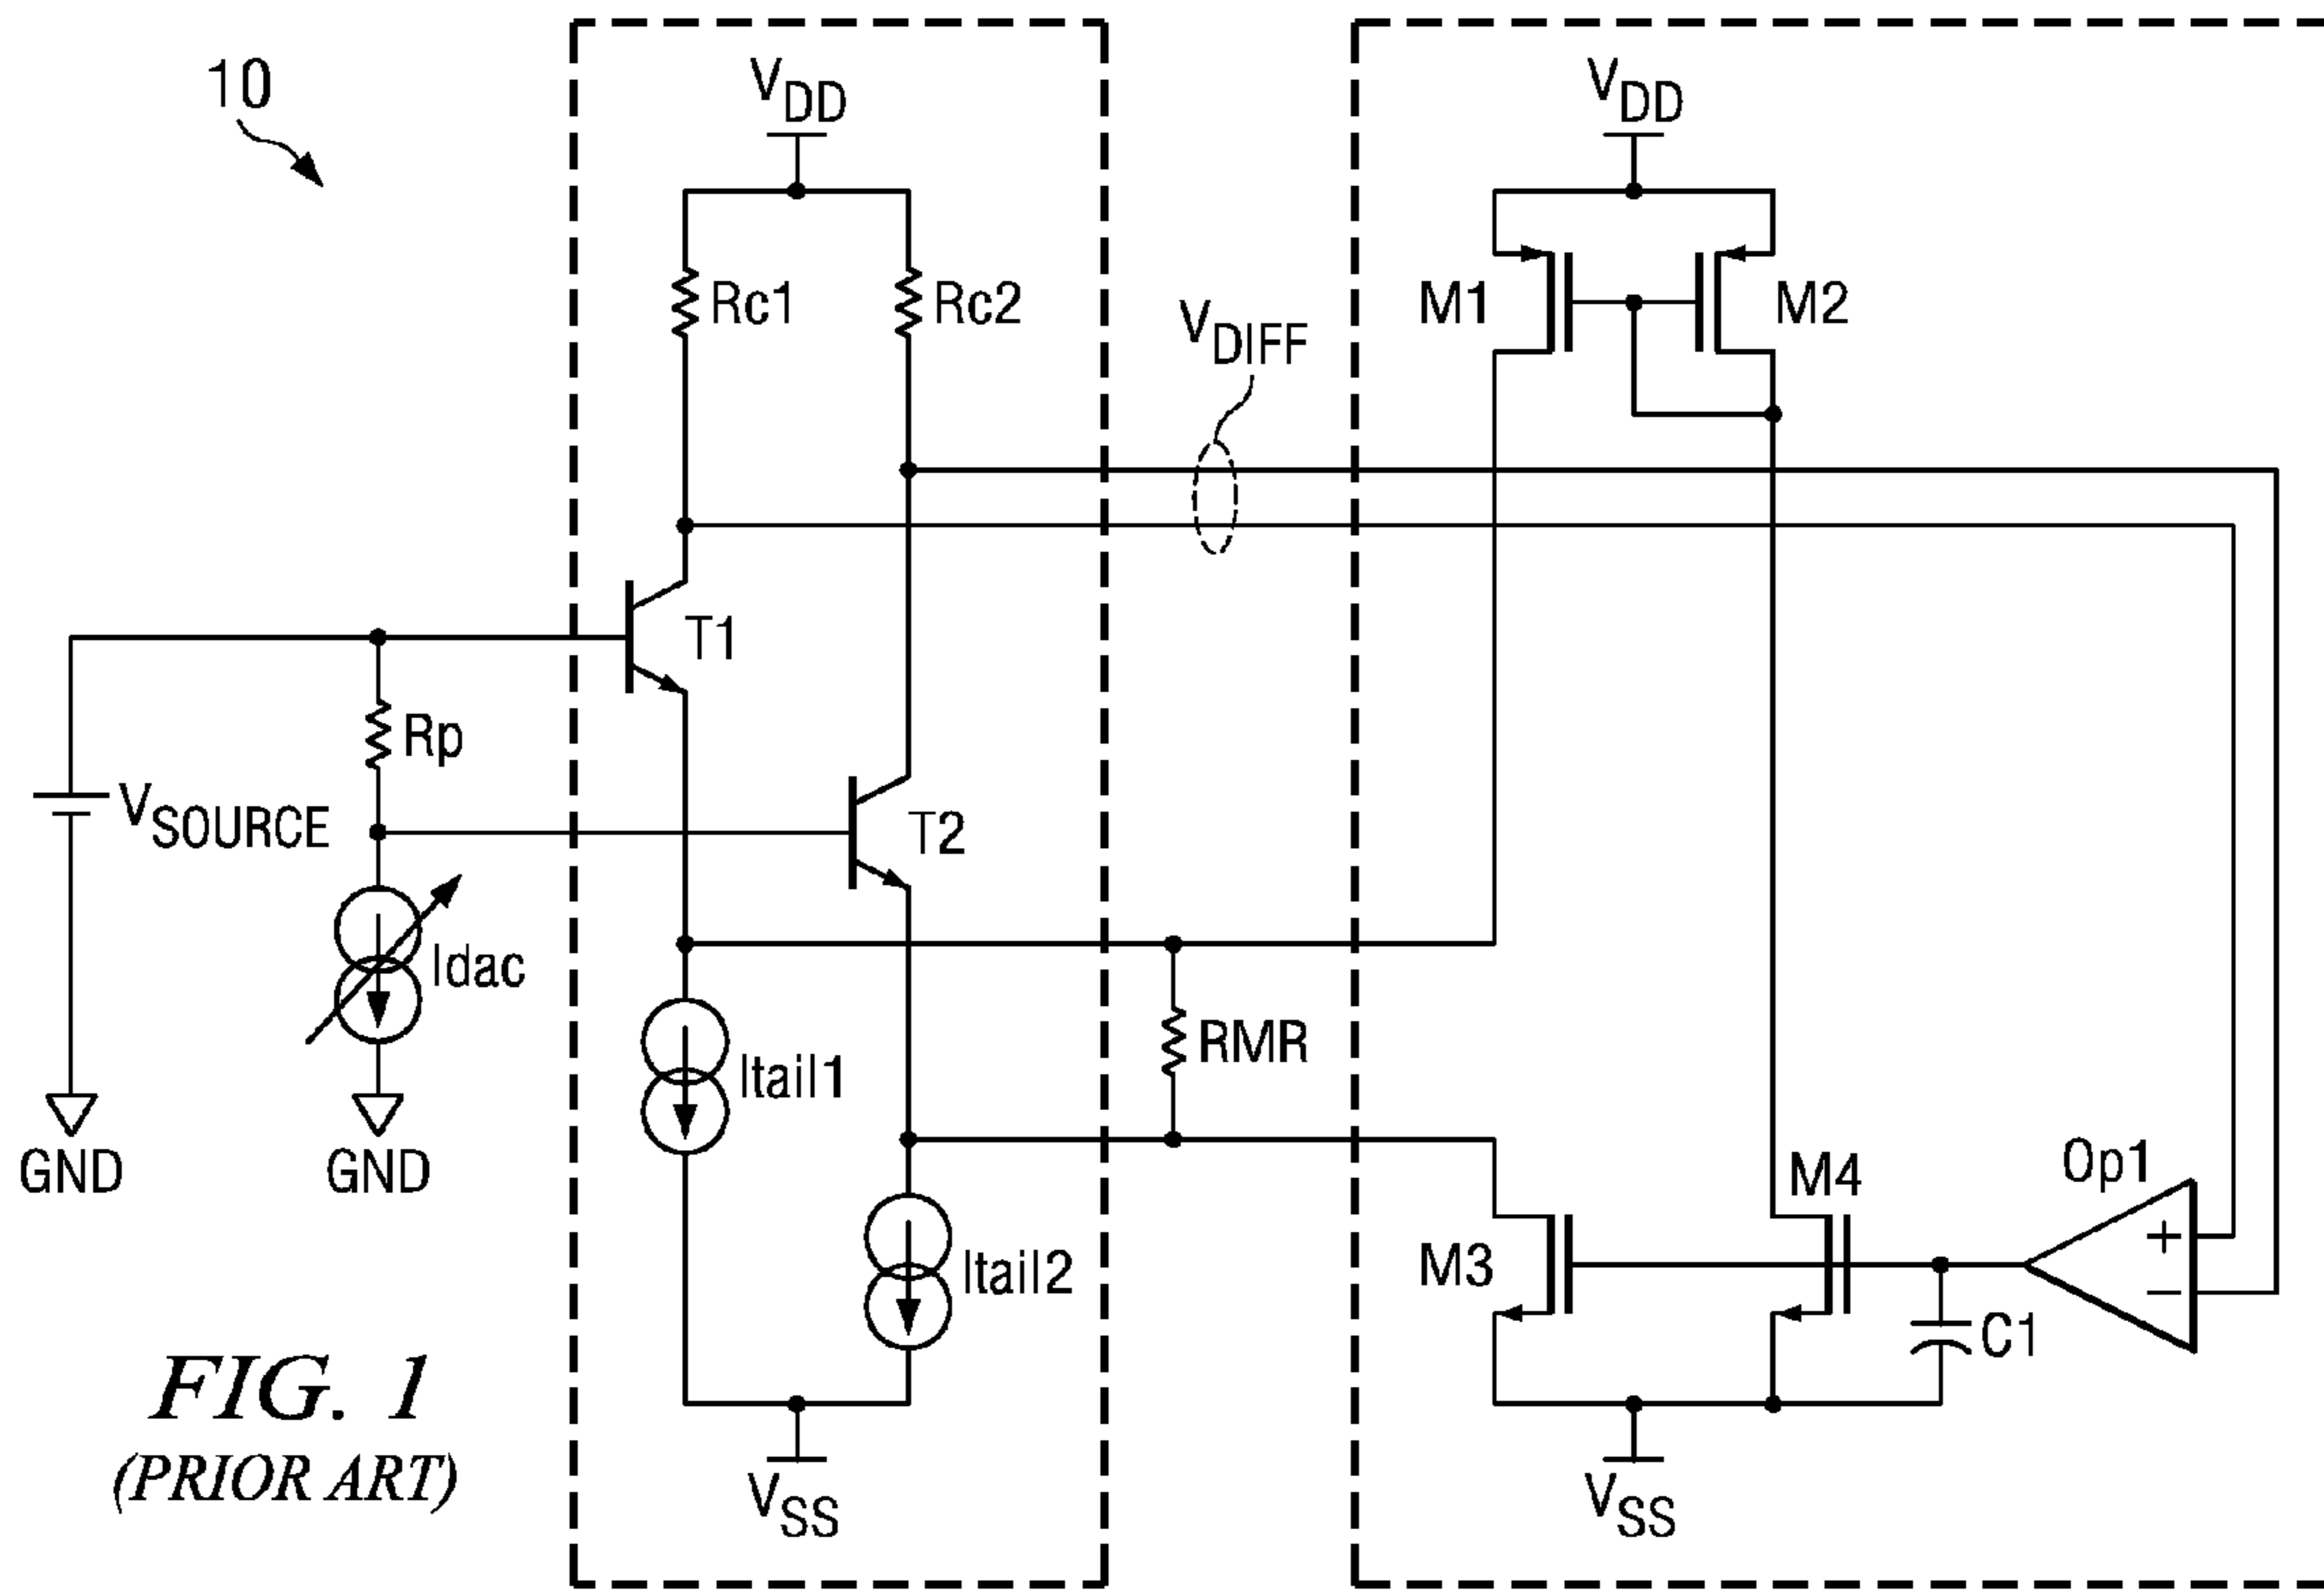 10
VDD
VDD
Rc1
Rc2
VDIFF
M1
M2
T1
Rp
VSOURCE
T2
Idac
RMR
Itail1
GND
GND
M4
Op1
+
−
M3
Itail2
C1
FIG. 1
(PRIOR ART)
VSS
VSS